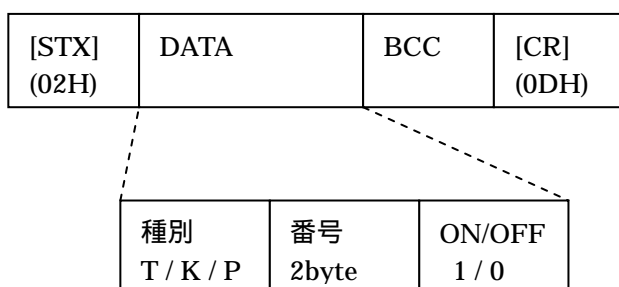 [STX] DATA BCC [CR]
(02H) (0DH)
種別 番号 ON/OFF
T / K / P 2byte 1 / 0